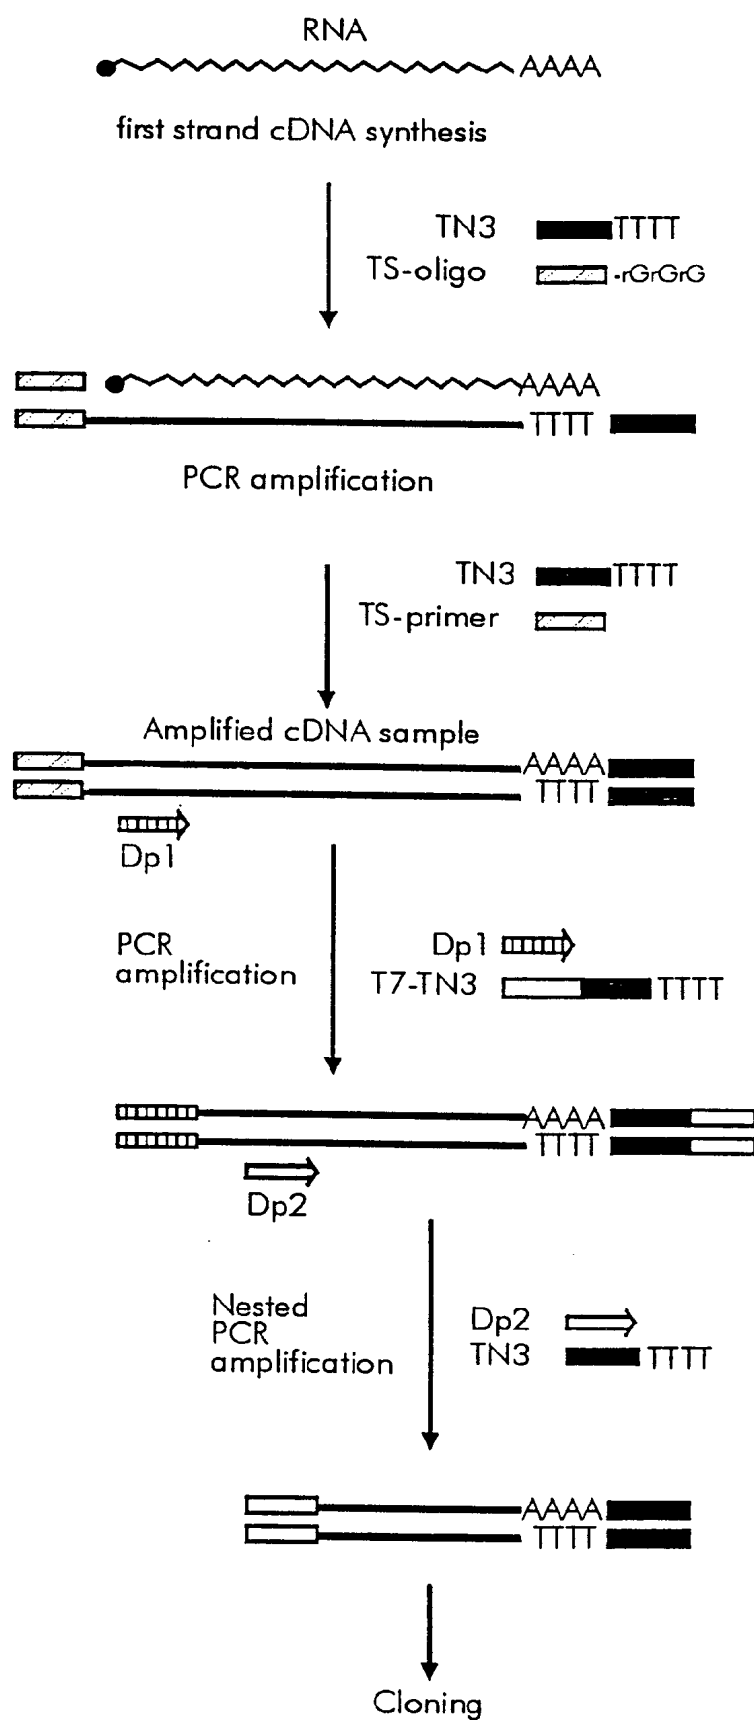 RNA
AAAA
first strand cDNA synthesis
TN3 TTTT
TS-oligo -rGrGrG
AAAA
TTTT
PCR amplification
TN3 TTTT
TS-primer
Amplified cDNA sample
AAAA
TTTT
Dp1
PCR
amplification
Dp1
T7-TN3 TTTT
AAAA
TTTT
Dp2
Nested
PCR
amplification
Dp2
TN3 TTTT
AAAA
TTTT
Cloning